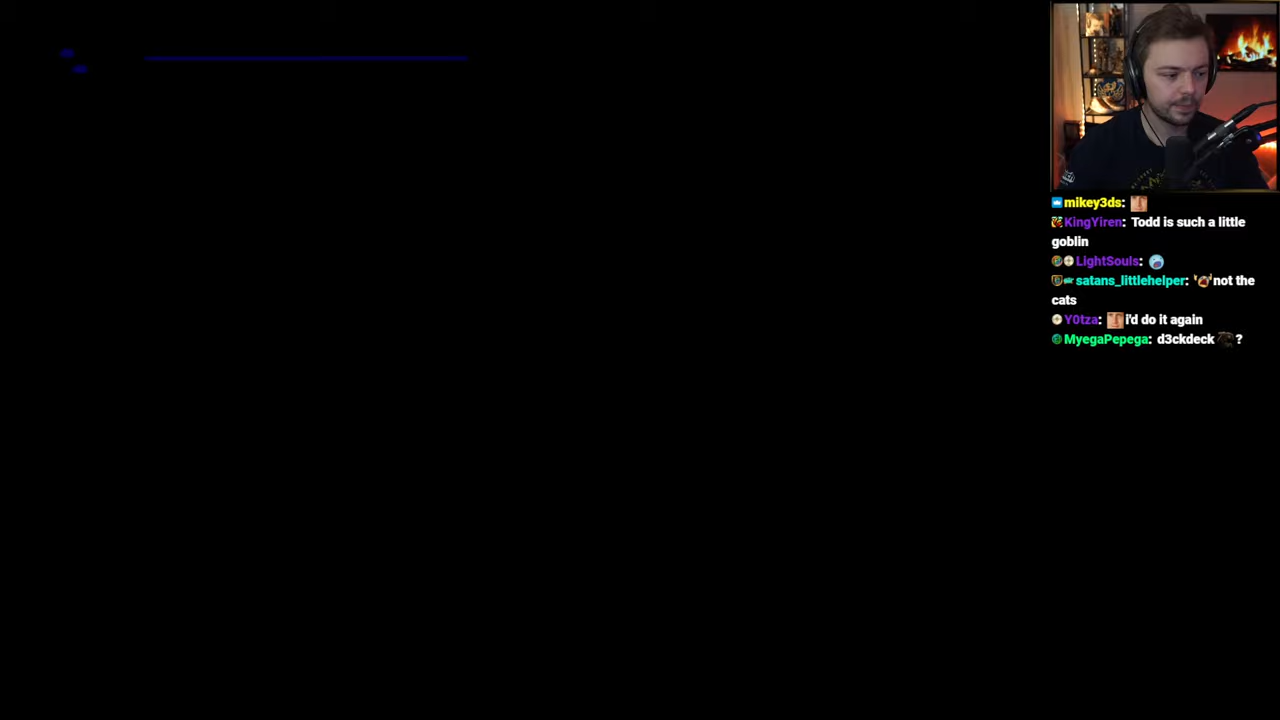 mikey3ds:
KingYiren: Todd is such a little
goblin
LightSouls:
satans_littlehelper: not the
cats
Y0tza: i'd do it again
MyegaPepega: d3ckdeck ?